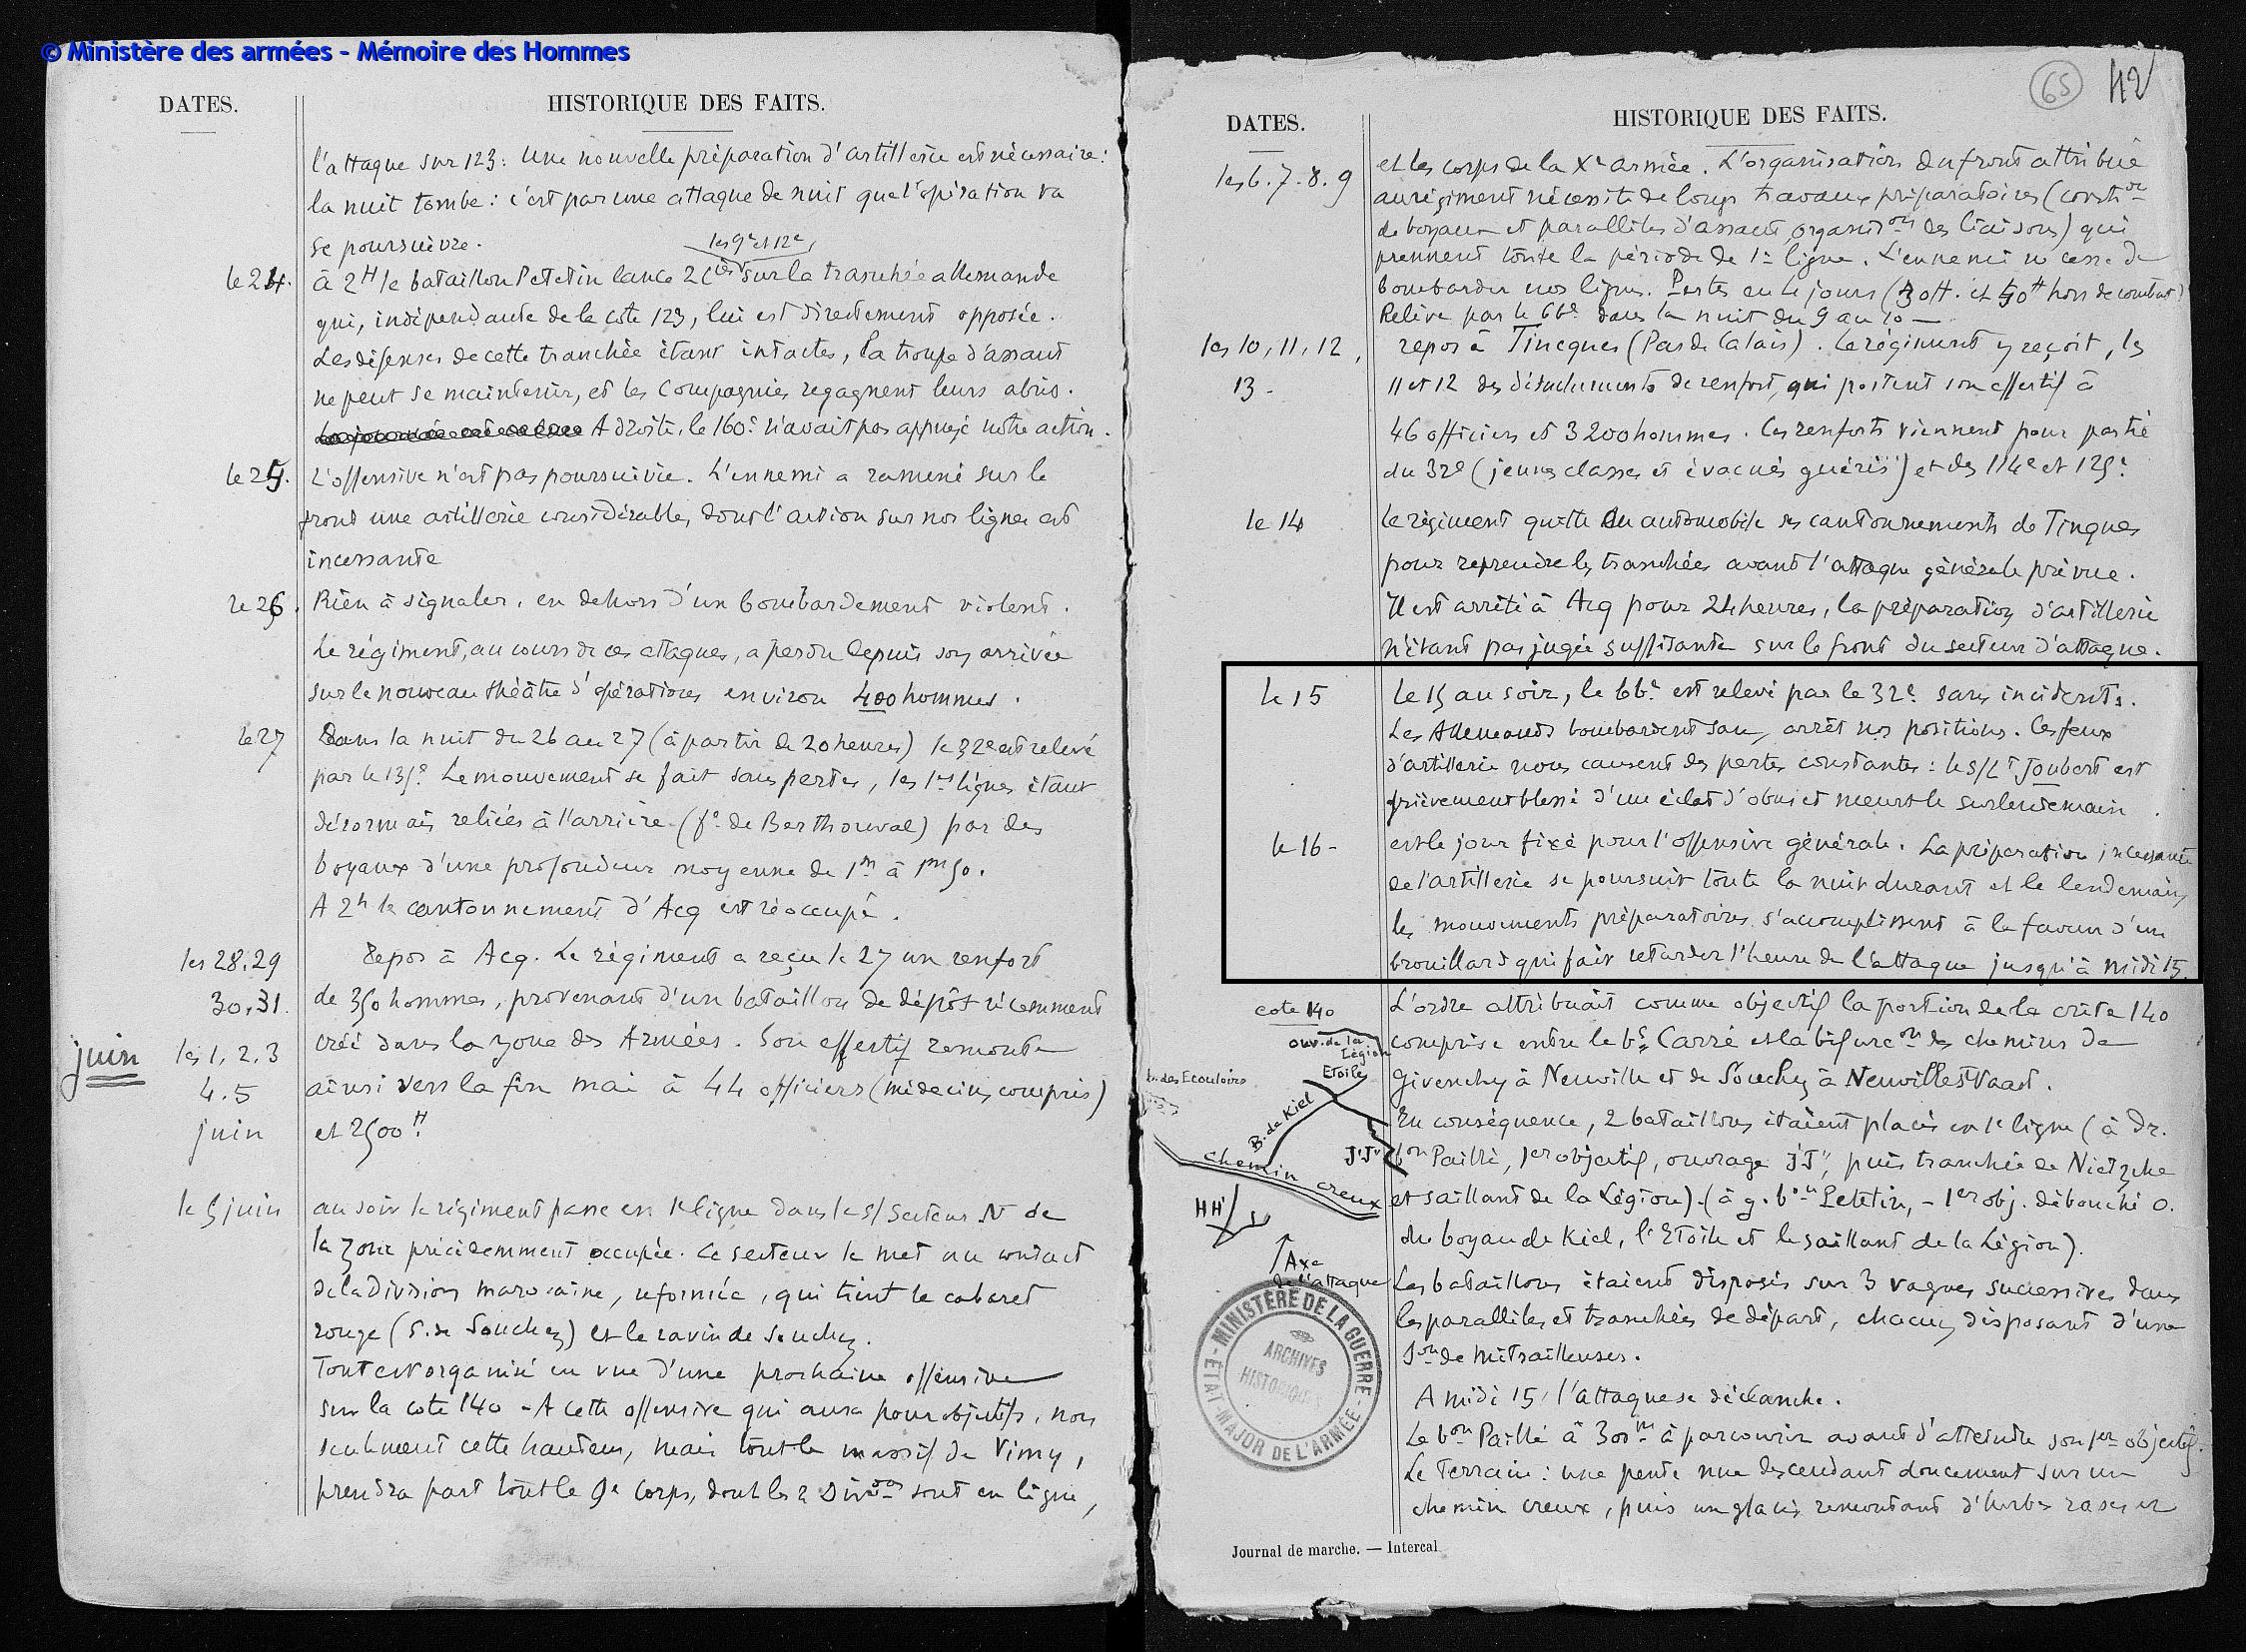 © Ministère des armées - Mémoire des Hommes
DATES.
HISTORIQUE DES FAITS.
l'attaque sur 123 : Une nouvelle préparation d'artillerie est nécessaire :
la nuit tombe : c'est par une attaque de nuit que l'opération va
se poursuivre.
les 9e et 12e
le 24. à 2H le bataillon Petetin lance 2 Cies sur la tranchée allemande
qui, indépendante de la cote 123, lui est directement opposée.
Les défenses de cette tranchée étant intactes, la troupe d'assaut
ne peut se maintenir, et les Compagnies regagnent leurs abris.
A droite, le 160e n'avait pas appuyé notre action.
le 25. L'offensive n'est pas poursuivie. L'ennemi a ramené sur le
front une artillerie considérable, dont l'action sur nos lignes est
incessante
le 26. Rien à signaler, en dehors d'un bombardement violent.
Le régiment, au cours de ces attaques, a perdu depuis son arrivée
sur le nouveau théâtre d'opérations environ 400 hommes.
le 27 Dans la nuit du 26 au 27 (à partir de 20 heures) le 32e est relevé
par le 135e. Le mouvement se fait sans pertes, les 1es lignes étant
désormais reliées à l'arrière (fe de Berthonval) par des
boyaux d'une profondeur moyenne de 1m à 1m50.
A 2h le cantonnement d'Acq est réoccupé.
les 28.29 Repos à Acq. Le régiment a reçu le 27 un renfort
30.31. de 350 hommes, provenant d'un bataillon de dépôt récemment
juin les 1, 2, 3 créé dans la zone des Armées. Son effectif remonte
4.5 ainsi vers la fin mai à 44 officiers (médecins compris)
juin et 2500H.
le 5 juin au soir le régiment passe en 1e ligne dans le s/secteur N de
la zone précédemment occupée. Ce secteur le met au contact
de la Division marocaine, reformée, qui tient le cabaret
rouge (S. de Souchez) et le ravin de Souchez.
Tout est organisé en vue d'une prochaine offensive
sur la cote 140 - A cette offensive qui aura pour objectifs, non
seulement cette hauteur, mais tout le massif de Vimy,
prendra part tout le 9e Corps, dont les 2 Divons sont en ligne,
65 42
DATES.
HISTORIQUE DES FAITS.
les 6.7.8.9 et les corps de la Xe armée. L'organisation du front attribué
au régiment nécessite de longs travaux préparatoires (constron
de boyaux et parallèles d'assaut, organisons des liaisons) qui
prennent toute la période de 1e ligne. L'ennemi ne cesse de
bombarder nos lignes. Pertes en 4 jours (3 off. et 50H hors de combat)
Relève par le 66e dans la nuit du 9 au 10 —
les 10, 11, 12, repos à Tincques (Pas de Calais). Le régiment y reçoit, les
13 - 11 et 12 des détachements de renfort, qui portent son effectif à
46 officiers et 3200 hommes. Ces renforts viennent pour partie
du 32e (jeunes classes et évacués guéris) et des 114e et 125e.
le 14 Le régiment quitte en automobile ses cantonnements de Tinques
pour reprendre les tranchées avant l'attaque générale prévue.
Il est arrêté à Acq pour 24 heures, la préparation d'artillerie
n'étant pas jugée suffisante sur le front du secteur d'attaque.
le 15 Le 15 au soir, le 66e est relevé par le 32e sans incidents.
Les Allemands bombardent sans arrêt nos positions. Ces feux
d'artillerie nous causent des pertes constantes : le s/Lt Joubert est
grièvement blessé d'un éclat d'obus et meurt le surlendemain.
le 16 - est le jour fixé pour l'offensive générale. La préparation incessante
de l'artillerie se poursuit toute la nuit durant et le lendemain,
les mouvements préparatoires s'accomplissent à la faveur d'un
brouillard qui fait retarder l'heure de l'attaque jusqu'à midi 15.
L'ordre attribuait comme objectif la portion de la crête 140
comprise entre le bs Carré et la bifurcon des chemins de
Givenchy à Neuville et de Souchez à Neuville St Vaast.
En conséquence, 2 bataillons étaient placés en 1e ligne (à dr.
bon Paillé, 1er objectif, ouvrage J'J", puis tranchée de Nietzche
et saillant de la Légion). (à g. bon Petetin, - 1er obj. débouché O.
du boyau de Kiel, l'Etoile et le saillant de la Légion).
Les bataillons étaient disposés sur 3 vagues successives dans
les parallèles et tranchées de départ, chacun disposant d'une
Son de mitrailleuses.
A midi 15, l'attaque se déclanche.
Le bon Paillé à 300m à parcourir avant d'atteindre son 1er objectif.
Le Terrain : une pente nue descendant doucement sur un
chemin creux, puis un glacis remontant d'herbes rases et
cote 140
ouv. de la
Légion
Etoile
b. des Ecouloirs
B. de Kiel
J'J"
chemin creux
HH'
Axe
de l'attaque
MINISTÈRE DE LA GUERRE
ÉTAT-MAJOR DE L'ARMÉE
ARCHIVES
HISTORIQUES
Journal de marche. — Intercal